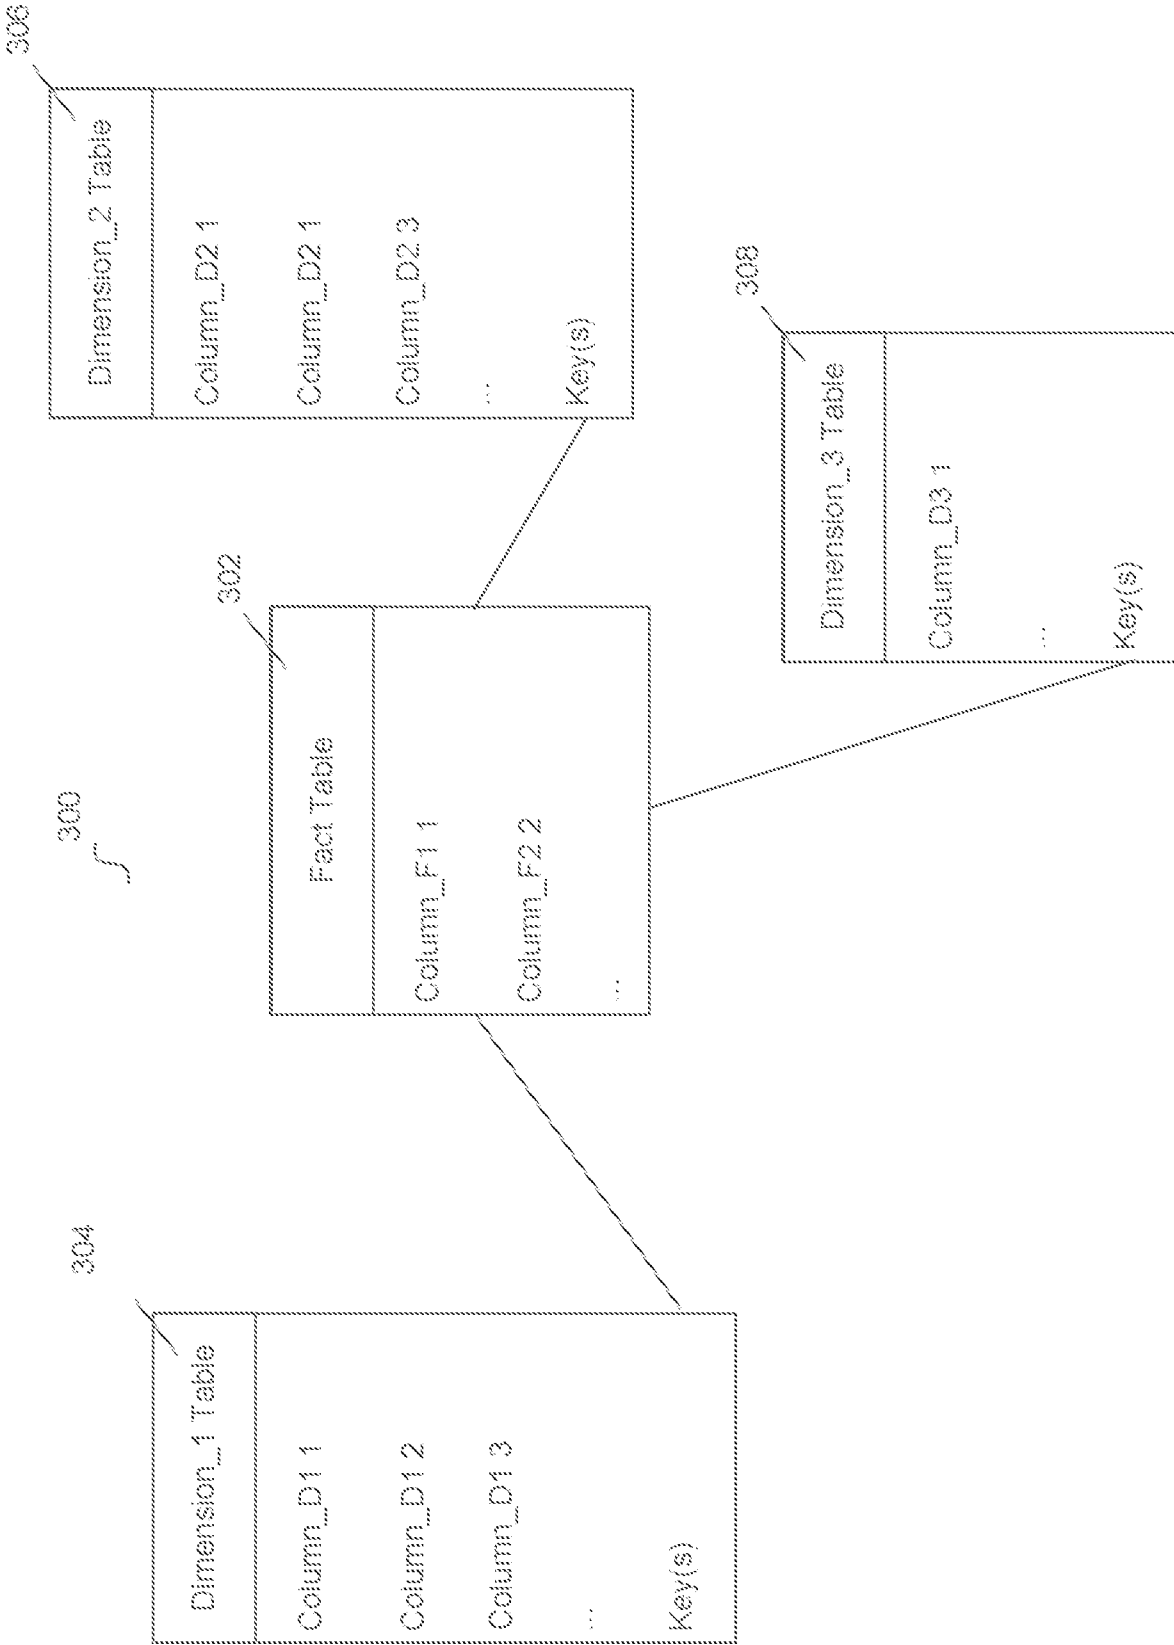 300
304
Dimension_1 Table
Column_D1 1
Column_D1 2
Column_D1 3
...
Key(s)
302
Fact Table
Column_F1 1
Column_F2 2
...
306
Dimension_2 Table
Column_D2 1
Column_D2 1
Column_D2 3
...
Key(s)
308
Dimension_3 Table
Column_D3 1
...
Key(s)